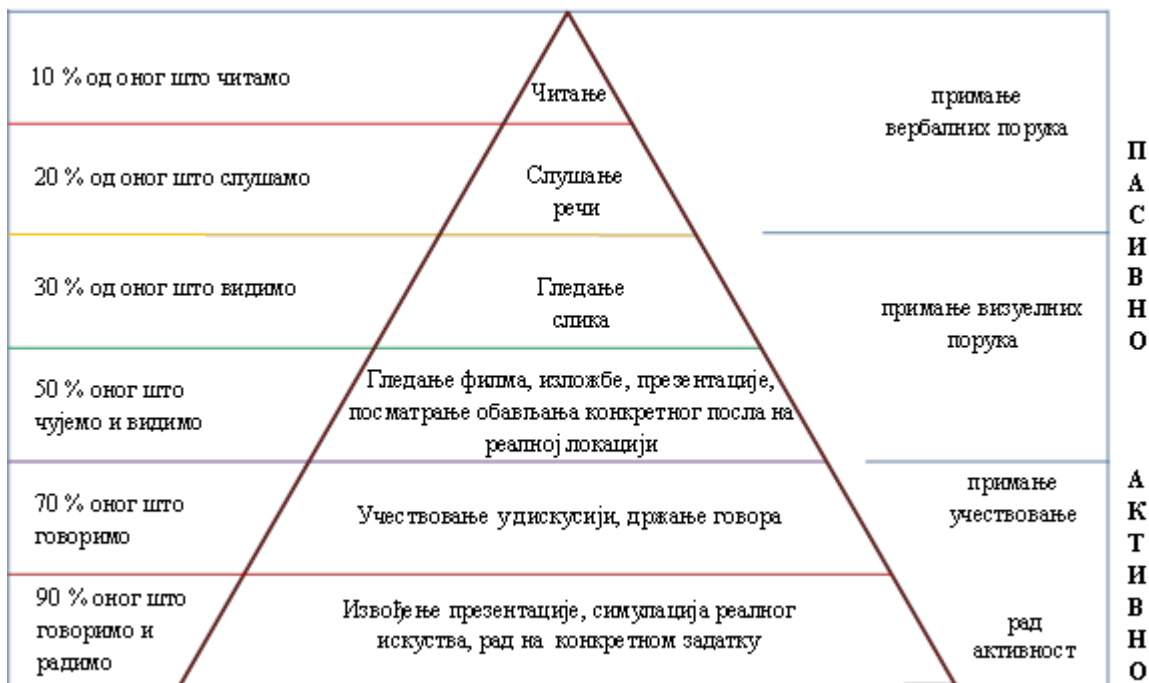 10 % од оног што читамо
Читање
примање
вербалних порука
20 % од оног што слушамо
Слушање
речи
30 % од оног што видимо
Гледање
слика
примање визуелних
порука
50 % оног што
чујемо и видимо
Гледање филма, изложбе, презентације,
посматрање обављања конкретног посла на
реалној локацији
70 % оног што
говоримо
Учествовање у дискусији, држање говора
примање
учествовање
90 % оног што
говоримо и
радимо
Извођење презентације, симулација реалног
искуства, рад на конкретном задатку
рад
активност
ПАСИВНО
АКТИВНО